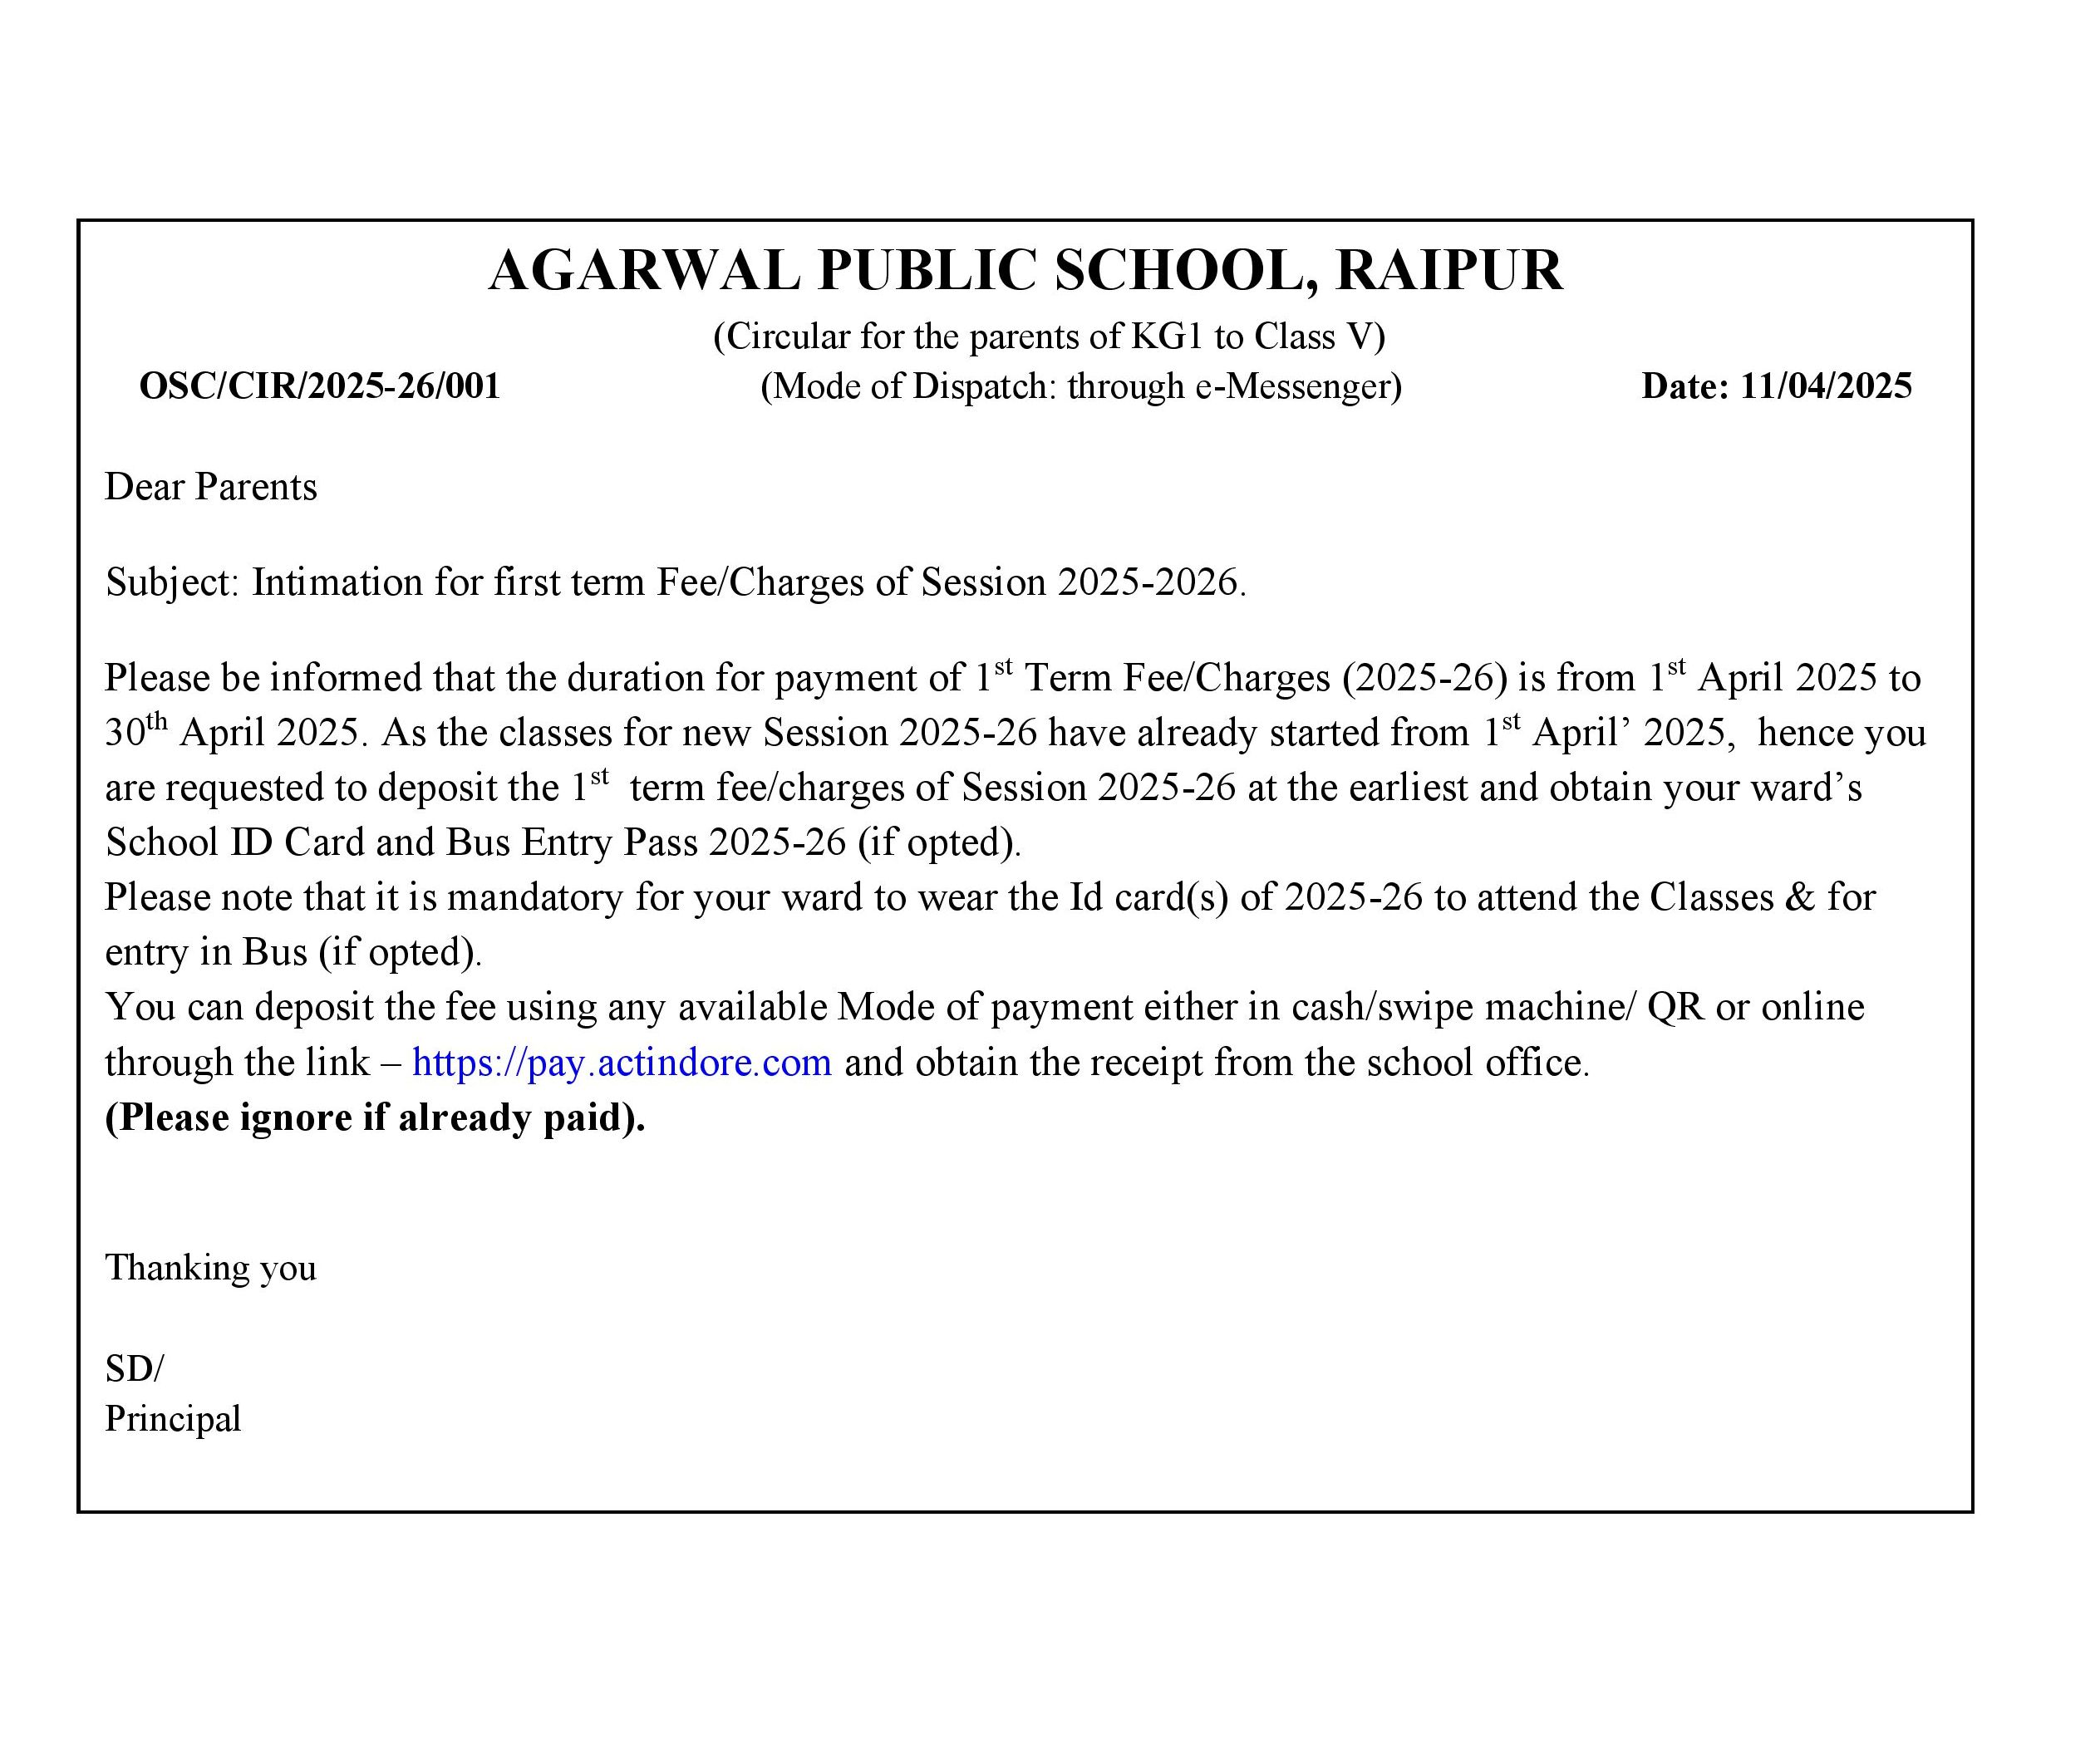 AGARWAL PUBLIC SCHOOL, RAIPUR
(Circular for the parents of KG1 to Class V)
OSC/CIR/2025-26/001 (Mode of Dispatch: through e-Messenger) Date: 11/04/2025
Dear Parents
Subject: Intimation for first term Fee/Charges of Session 2025-2026.
Please be informed that the duration for payment of 1st Term Fee/Charges (2025-26) is from 1st April 2025 to
30th April 2025. As the classes for new Session 2025-26 have already started from 1st April’ 2025, hence you
are requested to deposit the 1st term fee/charges of Session 2025-26 at the earliest and obtain your ward’s
School ID Card and Bus Entry Pass 2025-26 (if opted).
Please note that it is mandatory for your ward to wear the Id card(s) of 2025-26 to attend the Classes & for
entry in Bus (if opted).
You can deposit the fee using any available Mode of payment either in cash/swipe machine/ QR or online
through the link – https://pay.actindore.com and obtain the receipt from the school office.
(Please ignore if already paid).
Thanking you
SD/
Principal